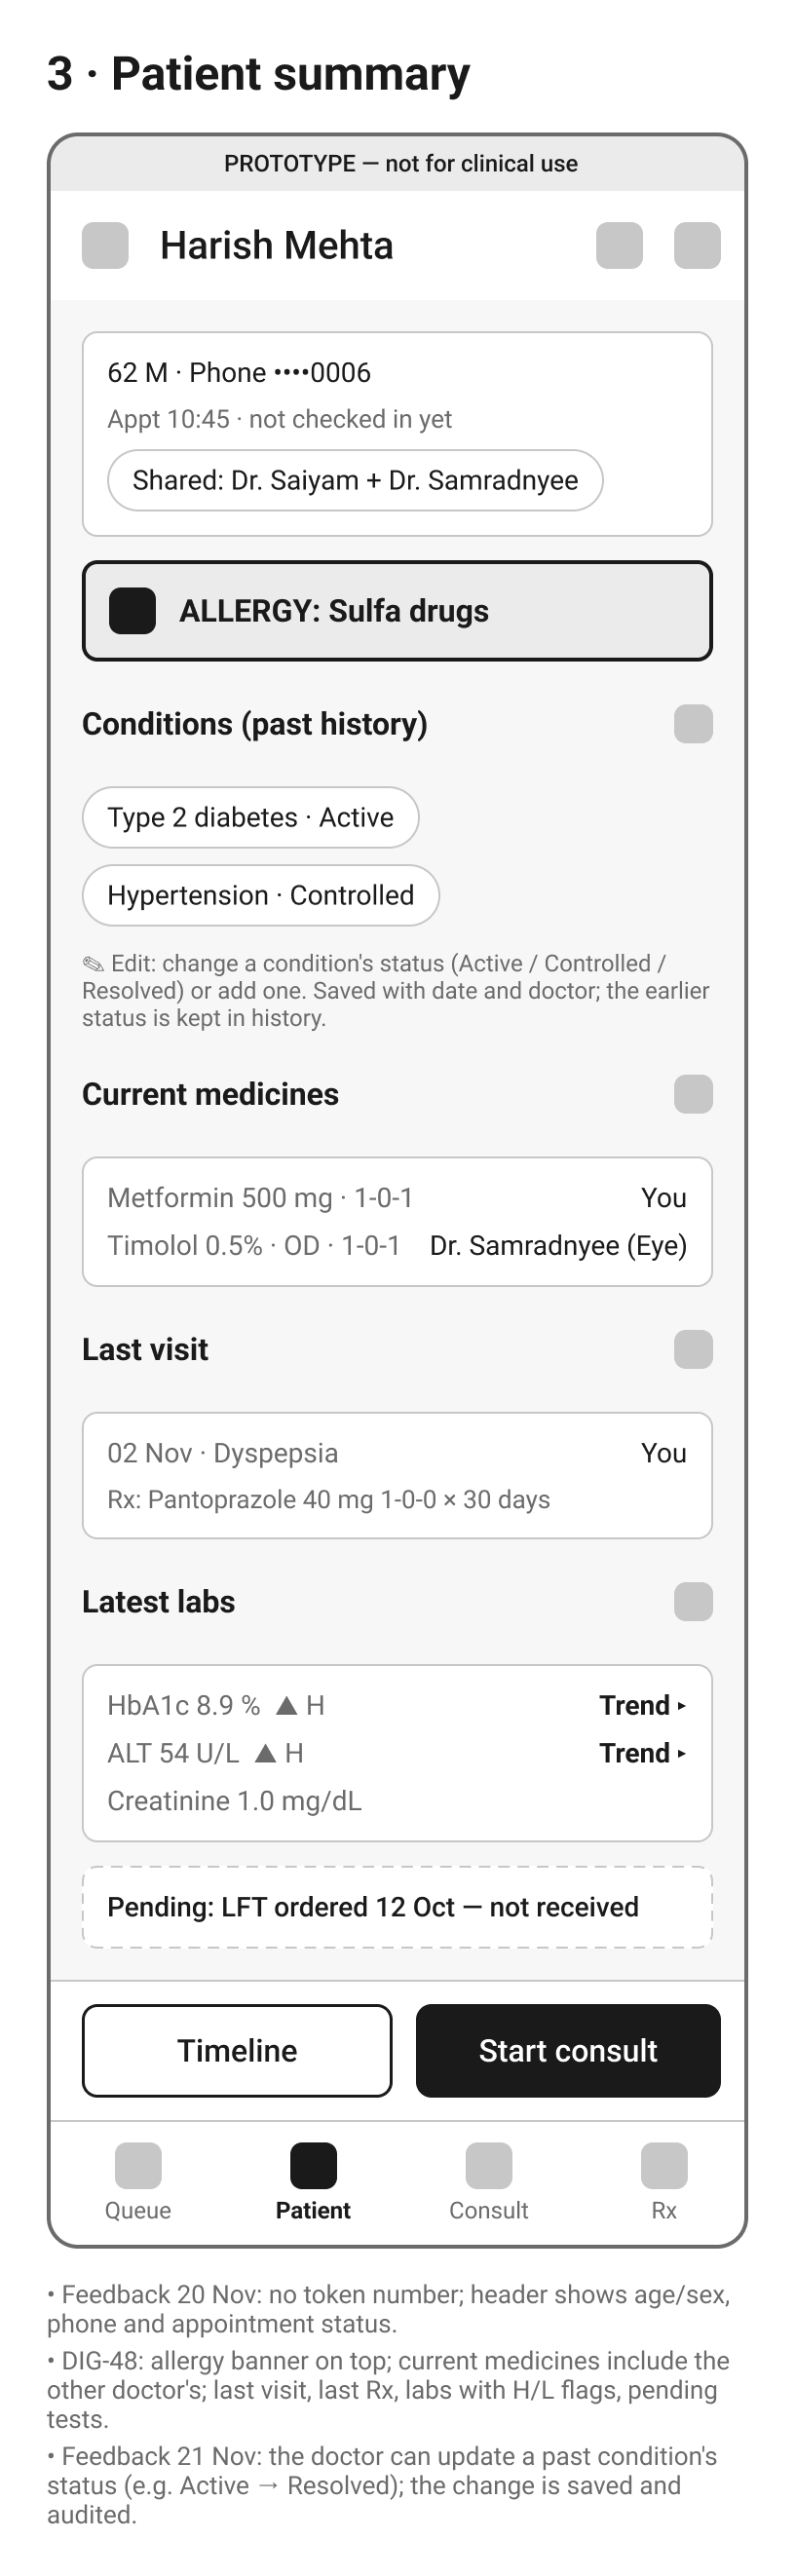 3 · Patient summary
PROTOTYPE — not for clinical use
Harish Mehta
62 M · Phone ••••0006
Appt 10:45 · not checked in yet
Shared: Dr. Saiyam + Dr. Samradnyee
ALLERGY: Sulfa drugs
Conditions (past history)
Type 2 diabetes · Active
Hypertension · Controlled
✎ Edit: change a condition's status (Active / Controlled /
Resolved) or add one. Saved with date and doctor; the earlier
status is kept in history.
Current medicines
Metformin 500 mg · 1-0-1 You
Timolol 0.5% · OD · 1-0-1 Dr. Samradnyee (Eye)
Last visit
02 Nov · Dyspepsia You
Rx: Pantoprazole 40 mg 1-0-0 × 30 days
Latest labs
HbA1c 8.9 % ▲ H Trend ▸
ALT 54 U/L ▲ H Trend ▸
Creatinine 1.0 mg/dL
Pending: LFT ordered 12 Oct — not received
Timeline Start consult
Queue Patient Consult Rx
• Feedback 20 Nov: no token number; header shows age/sex,
phone and appointment status.
• DIG-48: allergy banner on top; current medicines include the
other doctor's; last visit, last Rx, labs with H/L flags, pending
tests.
• Feedback 21 Nov: the doctor can update a past condition's
status (e.g. Active → Resolved); the change is saved and
audited.